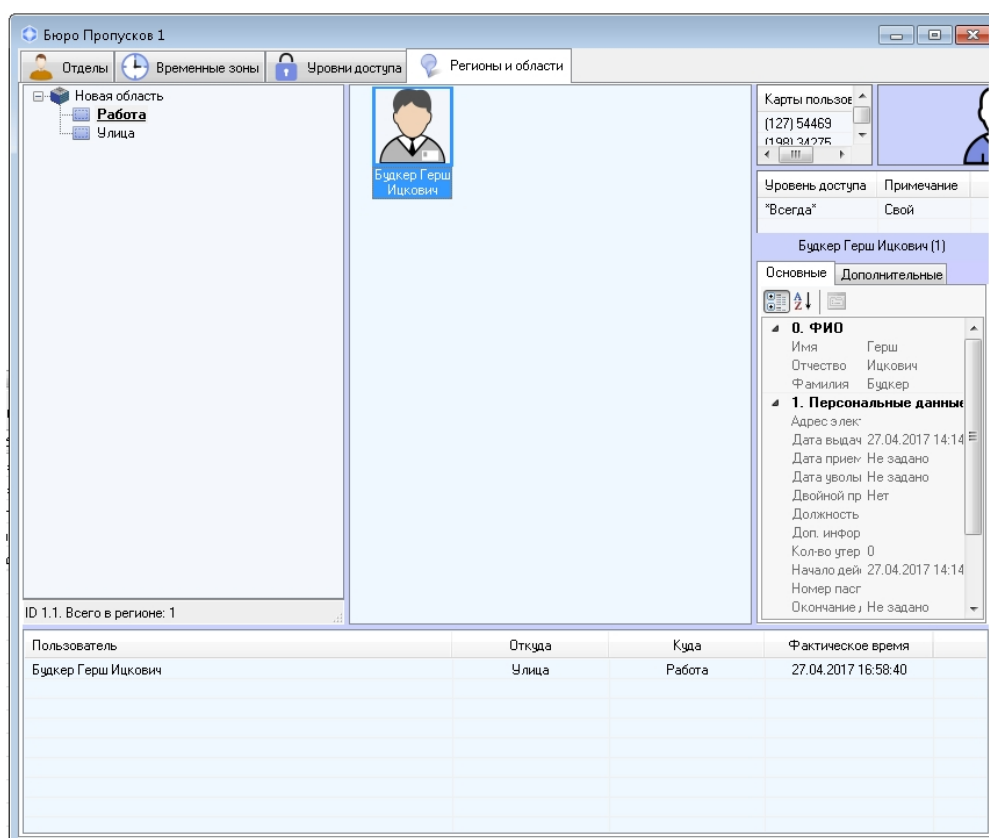 Бюро Пропусков 1
Отделы Временные зоны Уровни доступа Регионы и области
Новая область
Работа
Улица
Будкер Герш
Ицкович
Карты пользов
(127) 54469
(198) 34275
Уровень доступа Примечание
*Всегда* Свой
Будкер Герш Ицкович (1)
Основные Дополнительные
0. ФИО
Имя Герш
Отчество Ицкович
Фамилия Будкер
1. Персональные данные
Адрес элек
Дата выдач 27.04.2017 14:14
Дата прием Не задано
Дата уволы Не задано
Двойной пр Нет
Должность
Доп. инфор
Кол-во утер 0
Начало дей 27.04.2017 14:14
Номер пасп
Окончание Не задано
ID 1.1. Всего в регионе: 1
Пользователь Откуда Куда Фактическое время
Будкер Герш Ицкович Улица Работа 27.04.2017 16:58:40